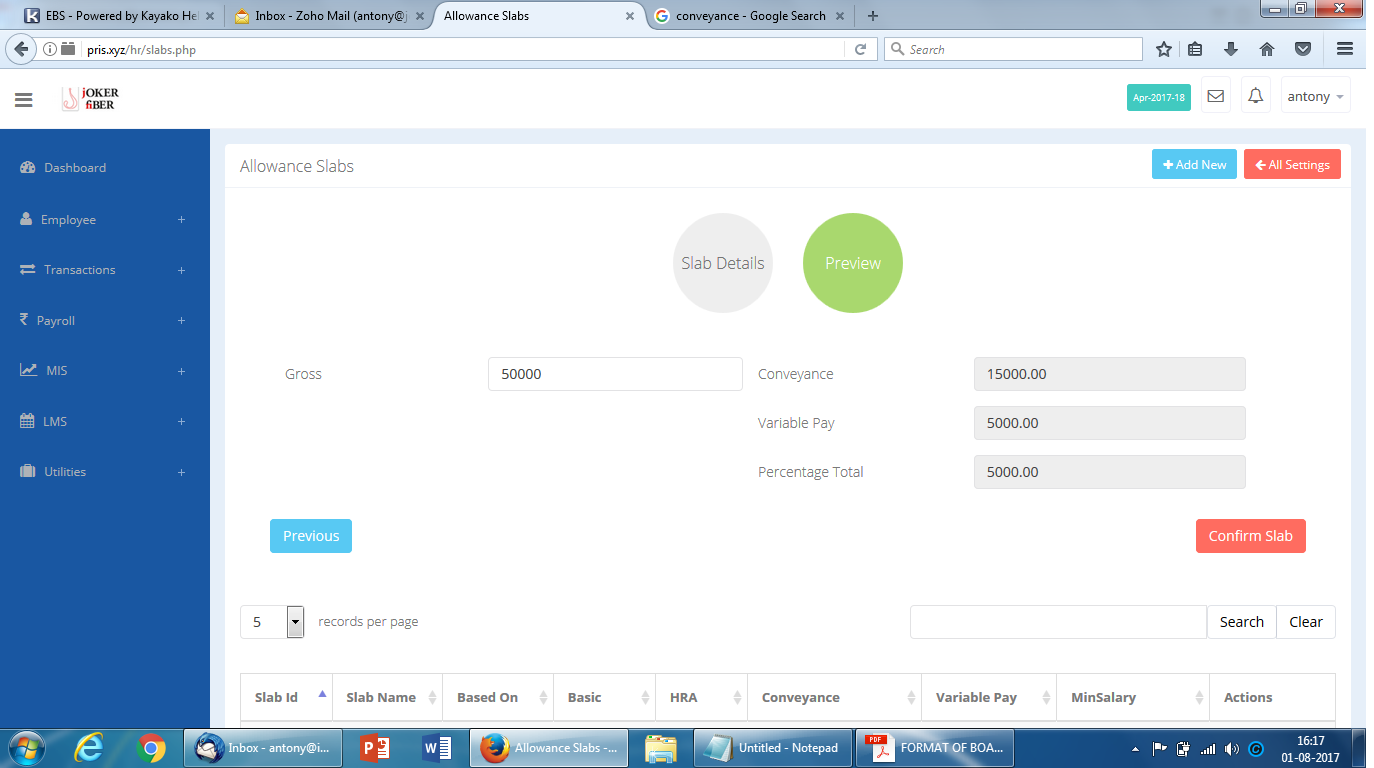 EBS - Powered by Kayako He
Inbox - Zoho Mail (antony@j
Allowance Slabs
conveyance - Google Search
pris.xyz/hr/slabs.php
Search
JOKER
fiBER
Apr-2017-18
antony
Dashboard
Employee
Transactions
Payroll
MIS
LMS
Utilities
Allowance Slabs
Add New
All Settings
Slab Details
Preview
Gross
50000
Conveyance
15000.00
Variable Pay
5000.00
Percentage Total
5000.00
Previous
Confirm Slab
5
records per page
Search
Clear
Slab Id
Slab Name
Based On
Basic
HRA
Conveyance
Variable Pay
MinSalary
Actions
Inbox - antony@i...
Allowance Slabs -...
Untitled - Notepad
PDF
FORMAT OF BOA...
16:17
01-08-2017